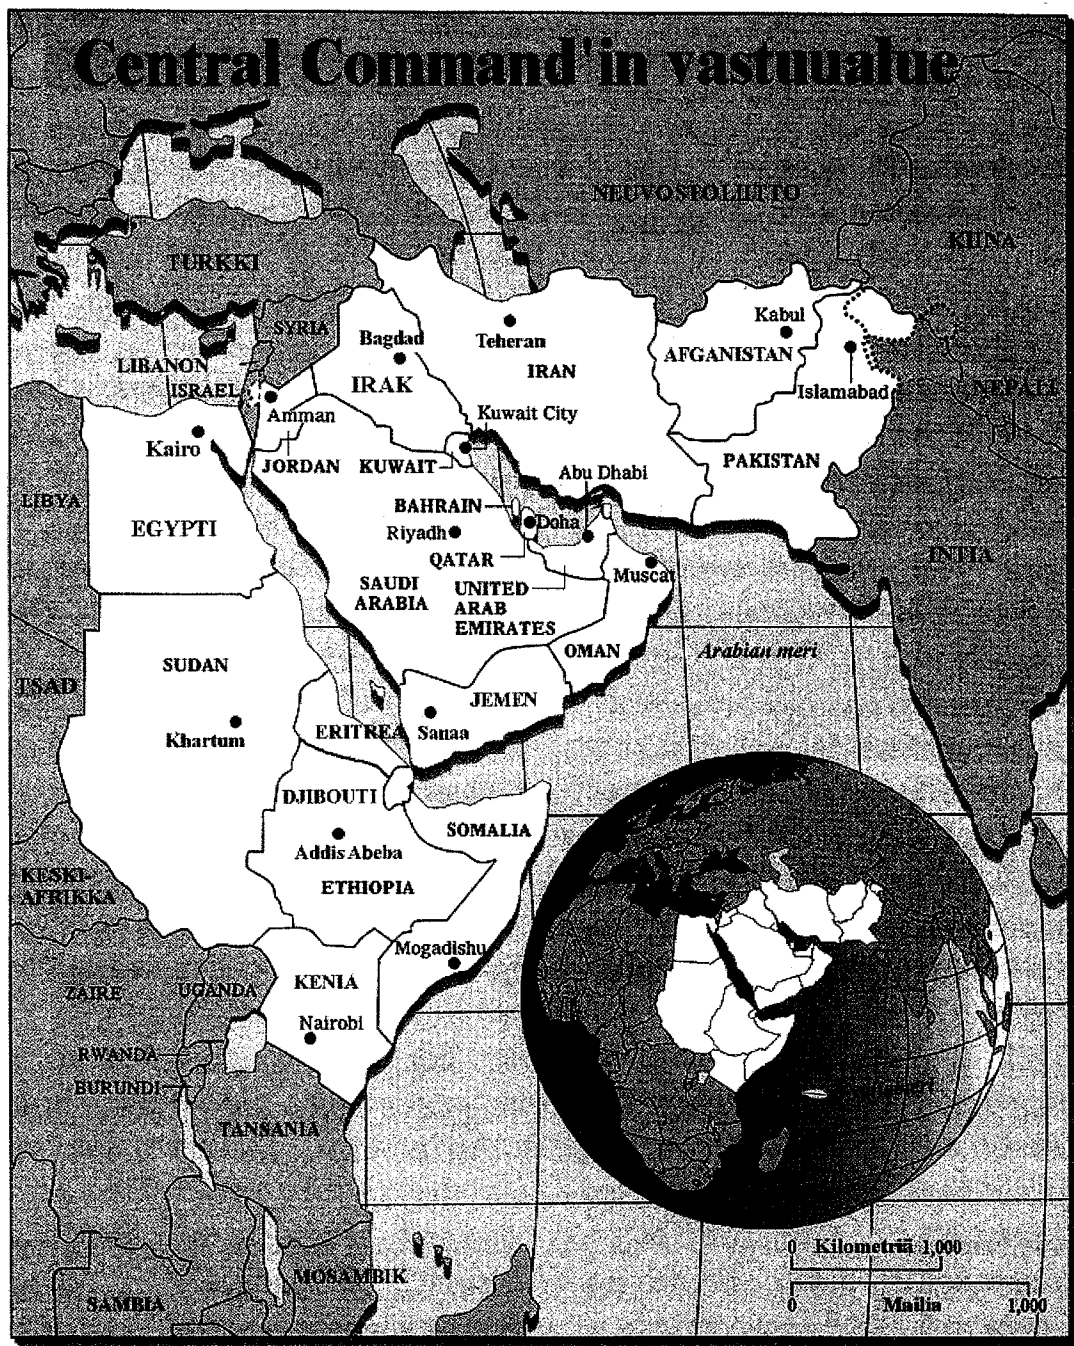 Central Command'in vastuualue
NEUVOSTOLIITTO
KIINA
TURKKI
SYRIA
Bagdad
Teheran
Kabul
LIBANON
IRAN
AFGANISTAN
ISRAEL
IRAK
Islamabad
NEPALI
Amman
Kuwait City
Kairo
JORDAN
KUWAIT
Abu Dhabi
PAKISTAN
LIBYA
BAHRAIN
EGYPTI
Riyadh
Doha
QATAR
INTIA
SAUDI
ARABIA
UNITED
ARAB
EMIRATES
Muscat
SUDAN
OMAN
Arabian meri
TSAD
JEMEN
Khartum
ERITREA
Sanaa
DJIBOUTI
SOMALIA
Addis Abeba
KESKI-
AFRIKKA
ETHIOPIA
Mogadishu
ZAIRE
UGANDA
KENIA
Nairobi
RWANDA
BURUNDI
TANSANIA
0 Kilometriä 1,000
MOSAMBIK
SAMBIA
0 Mailia 1,000